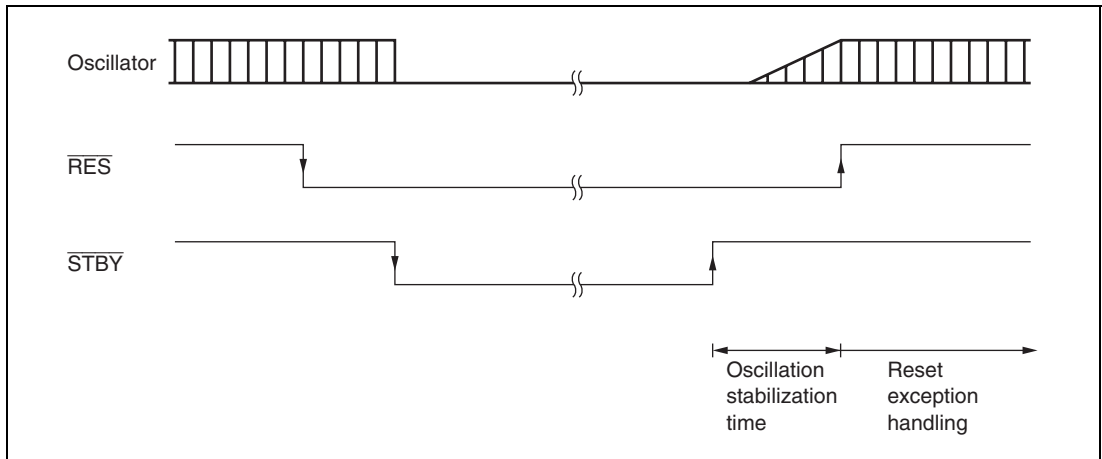 Oscillator
RES
STBY
Oscillation
stabilization
time
Reset
exception
handling